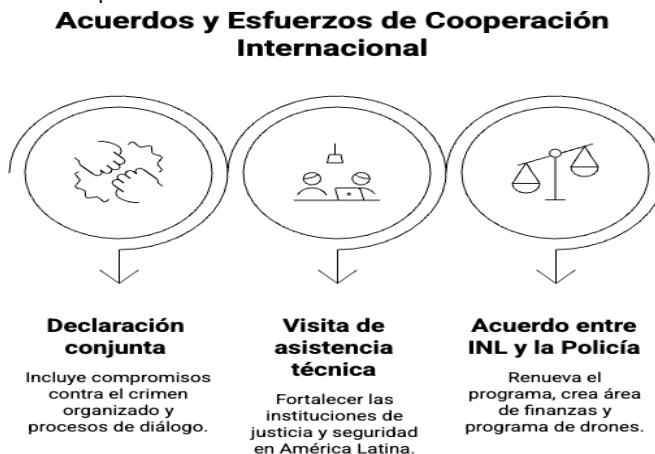 Acuerdos y Esfuerzos de Cooperación
Internacional
Declaración
conjunta
Incluye compromisos
contra el crimen
organizado y
procesos de diálogo.
Visita de
asistencia
técnica
Fortalecer las
instituciones de
justicia y seguridad
en América Latina.
Acuerdo entre
INL y la Policía
Renueva el
programa, crea área
de finanzas y
programa de drones.